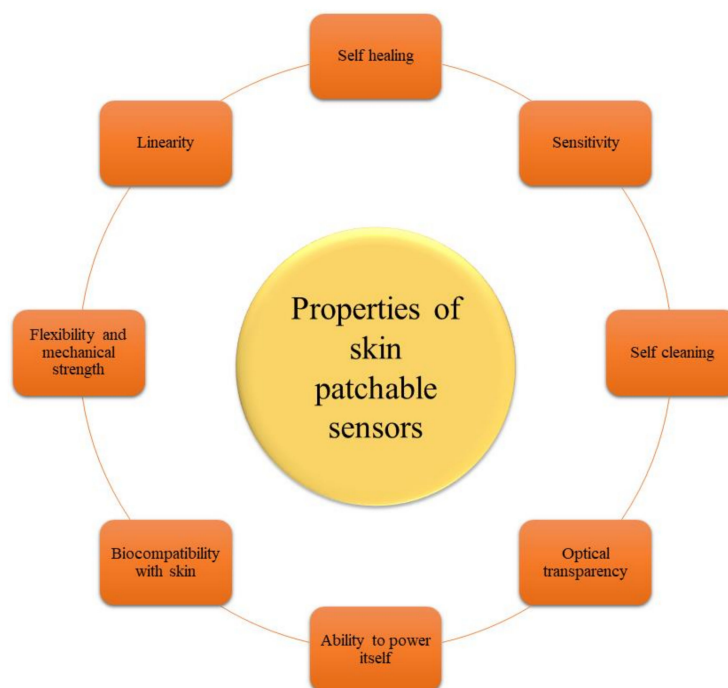 Self healing
Linearity
Sensitivity
Properties of
skin
patchable
sensors
Flexibility and
mechanical
strength
Self cleaning
Biocompatibility
with skin
Optical
transparency
Ability to power
itself